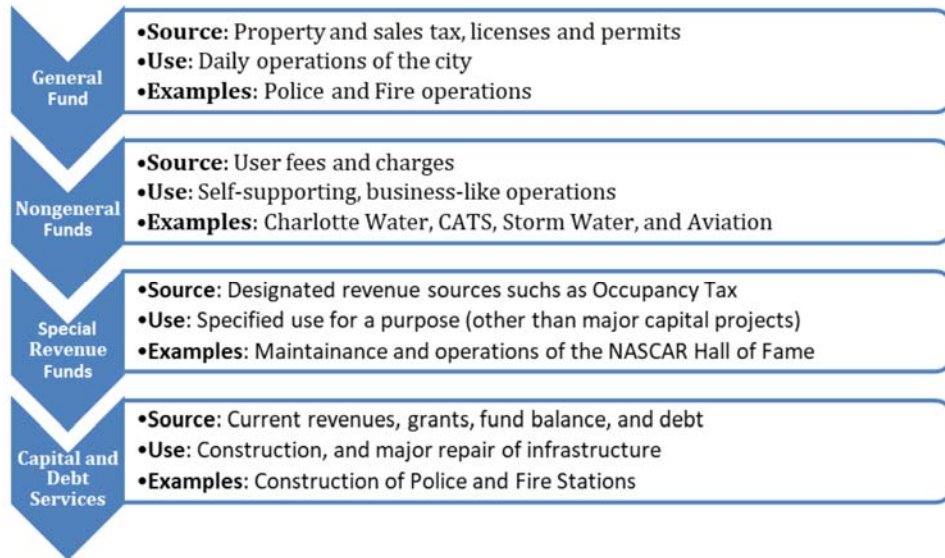 General
Fund
•Source: Property and sales tax, licenses and permits
•Use: Daily operations of the city
•Examples: Police and Fire operations
Nongeneral
Funds
•Source: User fees and charges
•Use: Self-supporting, business-like operations
•Examples: Charlotte Water, CATS, Storm Water, and Aviation
Special
Revenue
Funds
•Source: Designated revenue sources suchs as Occupancy Tax
•Use: Specified use for a purpose (other than major capital projects)
•Examples: Maintainance and operations of the NASCAR Hall of Fame
Capital and
Debt
Services
•Source: Current revenues, grants, fund balance, and debt
•Use: Construction, and major repair of infrastructure
•Examples: Construction of Police and Fire Stations